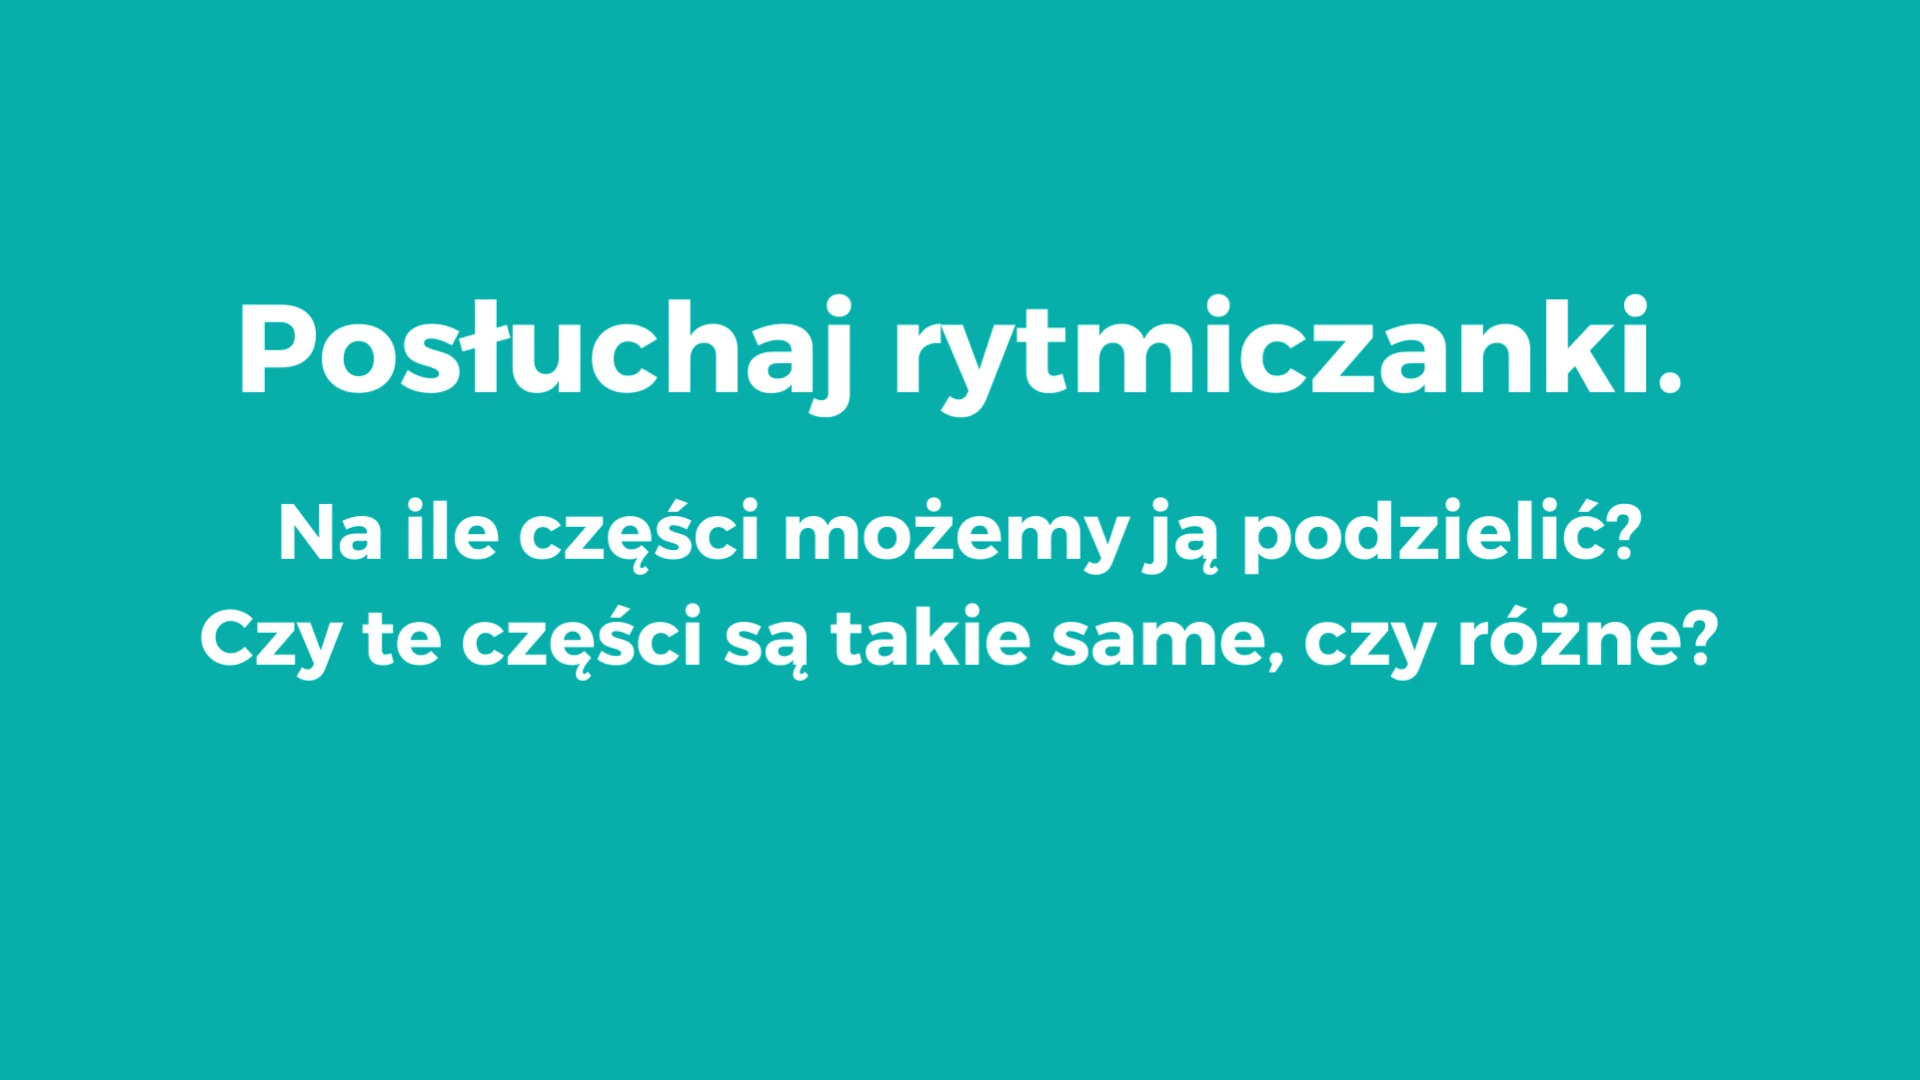 Posłuchaj rytmiczanki.
Na ile części możemy ją podzielić?
Czy te części są takie same, czy różne?